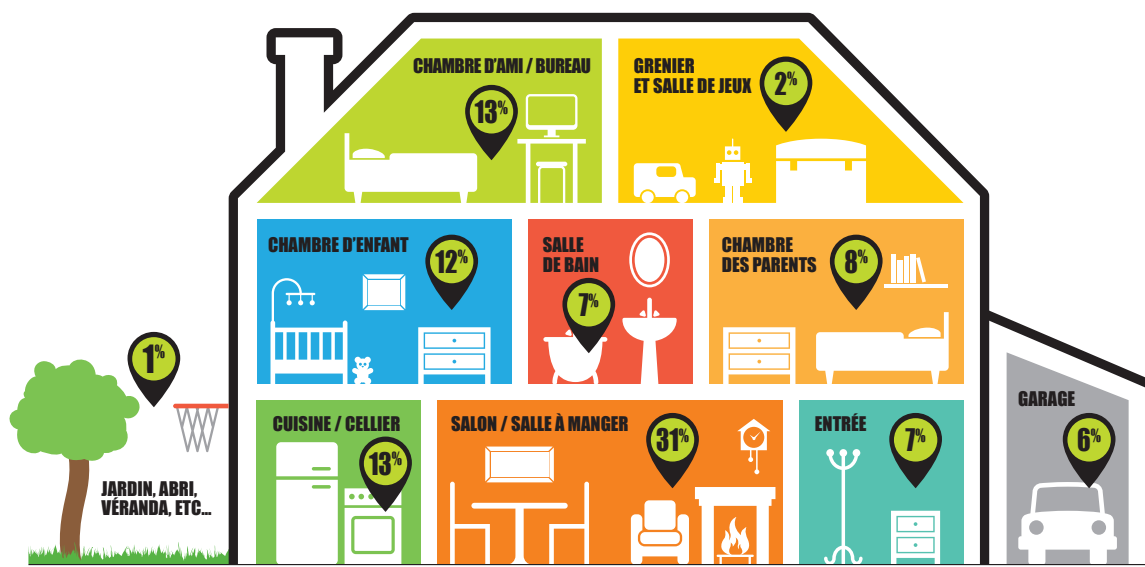 CHAMBRE D'AMI / BUREAU
13%
GRENIER
ET SALLE DE JEUX
2%
CHAMBRE D'ENFANT
12%
SALLE
DE BAIN
7%
CHAMBRE
DES PARENTS
8%
1%
JARDIN, ABRI,
VÉRANDA, ETC...
CUISINE / CELLIER
13%
SALON / SALLE À MANGER
31%
ENTRÉE
7%
GARAGE
6%